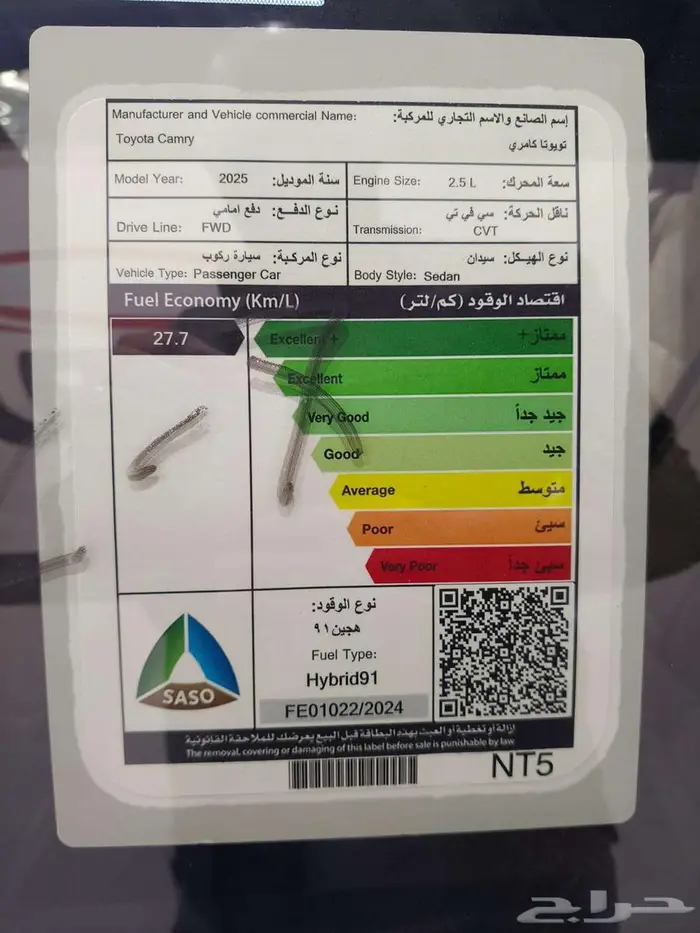 Manufacturer and Vehicle commercial Name: إسم الصانع والاسم التجاري للمركبة:
Toyota Camry تويوتا كامري
Model Year: 2025 سنة الموديل:
Engine Size: 2.5 L سعة المحرك:
نوع الدفع: دفع امامي
Drive Line: FWD
ناقل الحركة: سي في تي
Transmission: CVT
نوع المركبة: سيارة ركوب
Vehicle Type: Passenger Car
نوع الهيكل: سيدان
Body Style: Sedan
Fuel Economy (Km/L) اقتصاد الوقود (كم/لتر)
27.7
Excellent + ممتاز+
Excellent ممتاز
Very Good جيد جداً
Good جيد
Average متوسط
Poor سيئ
Very Poor سيئ جداً
SASO
نوع الوقود:
هجين ٩١
Fuel Type:
Hybrid91
FE01022/2024
إزالة أو تغطية أو العبث بهذه البطاقة قبل البيع يعرضك للملاحقة القانونية
The removal, covering or damaging of this label before sale is punishable by law
NT5
حراج